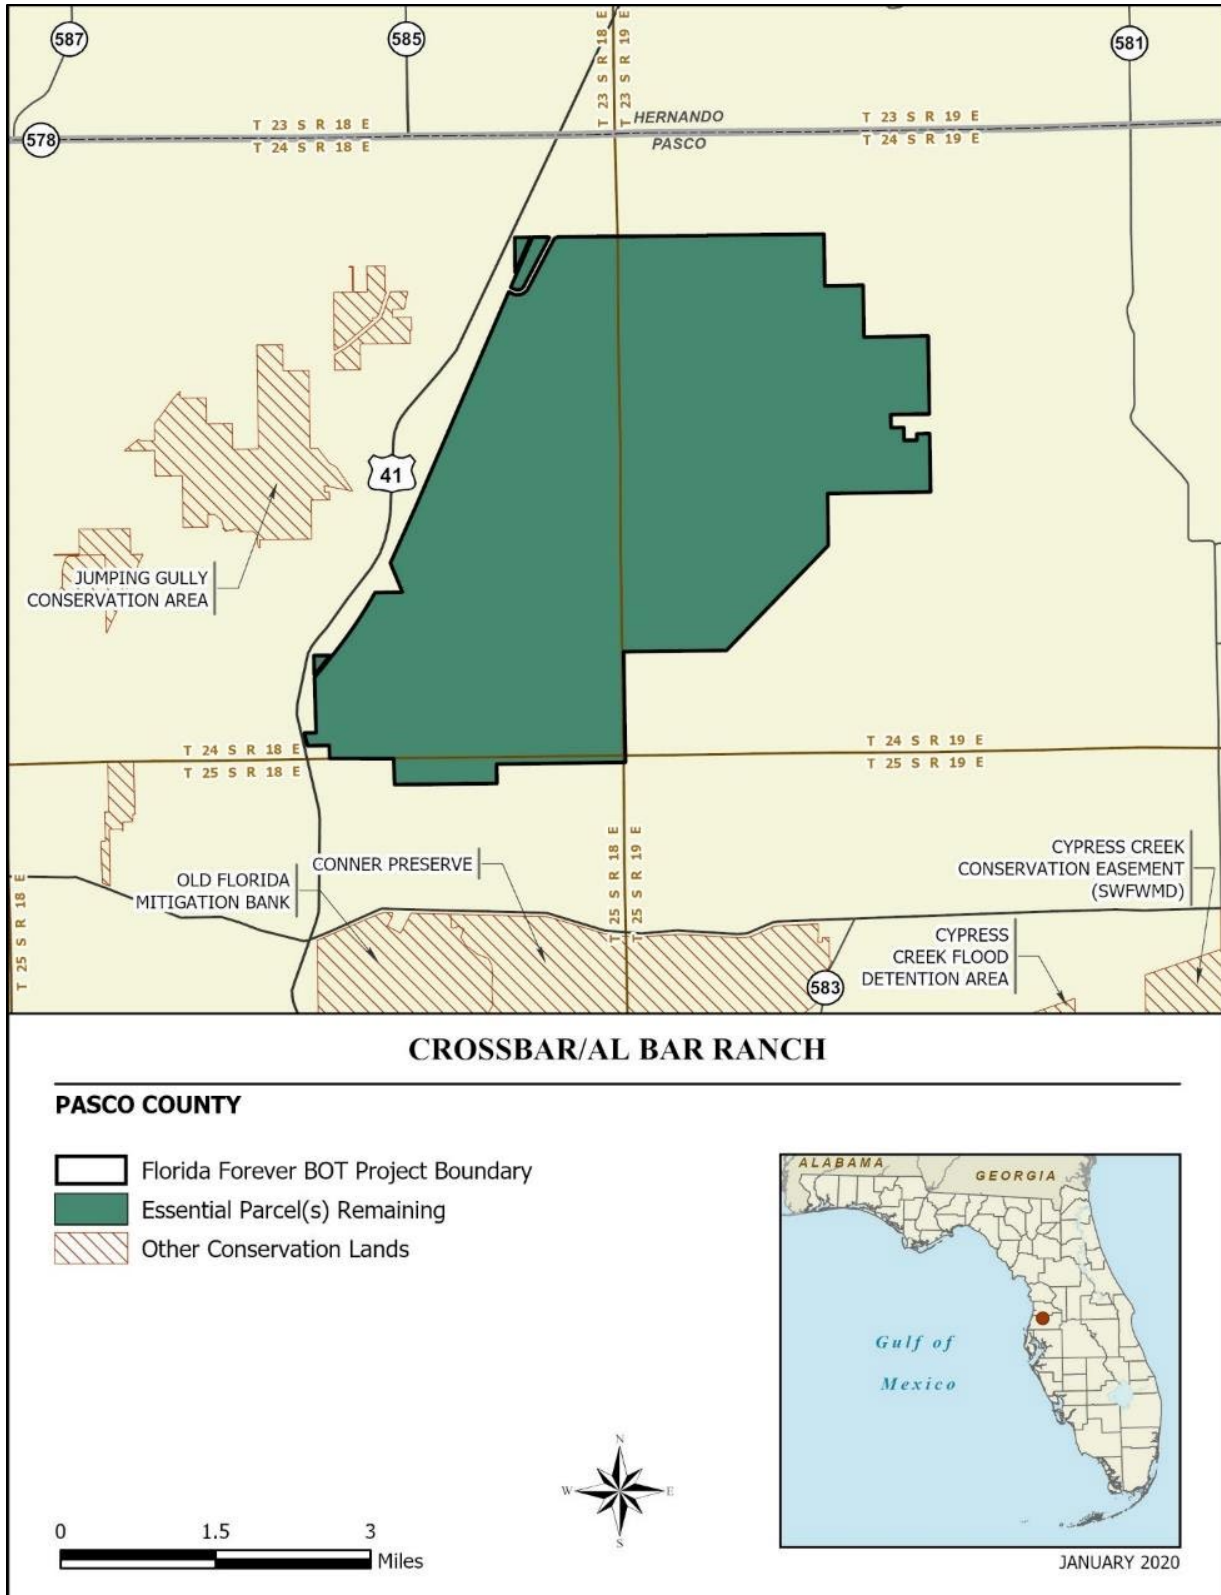 587
585
581
578
T 23 S R 18 E
T 23 S R 19 E
T 23 S R 18 E
T 24 S R 18 E
HERNANDO
PASCO
T 23 S R 19 E
T 24 S R 19 E
41
JUMPING GULLY
CONSERVATION AREA
T 24 S R 18 E
T 25 S R 18 E
T 24 S R 19 E
T 25 S R 19 E
T 25 S R 18 E
T 25 S R 18 E
T 25 S R 19 E
OLD FLORIDA
MITIGATION BANK
CONNER PRESERVE
CYPRESS CREEK
CONSERVATION EASEMENT
(SWFWMD)
CYPRESS
CREEK FLOOD
DETENTION AREA
583
CROSSBAR/AL BAR RANCH
PASCO COUNTY
Florida Forever BOT Project Boundary
Essential Parcel(s) Remaining
Other Conservation Lands
ALABAMA
GEORGIA
Gulf of
Mexico
N
W E
S
0 1.5 3
Miles
JANUARY 2020